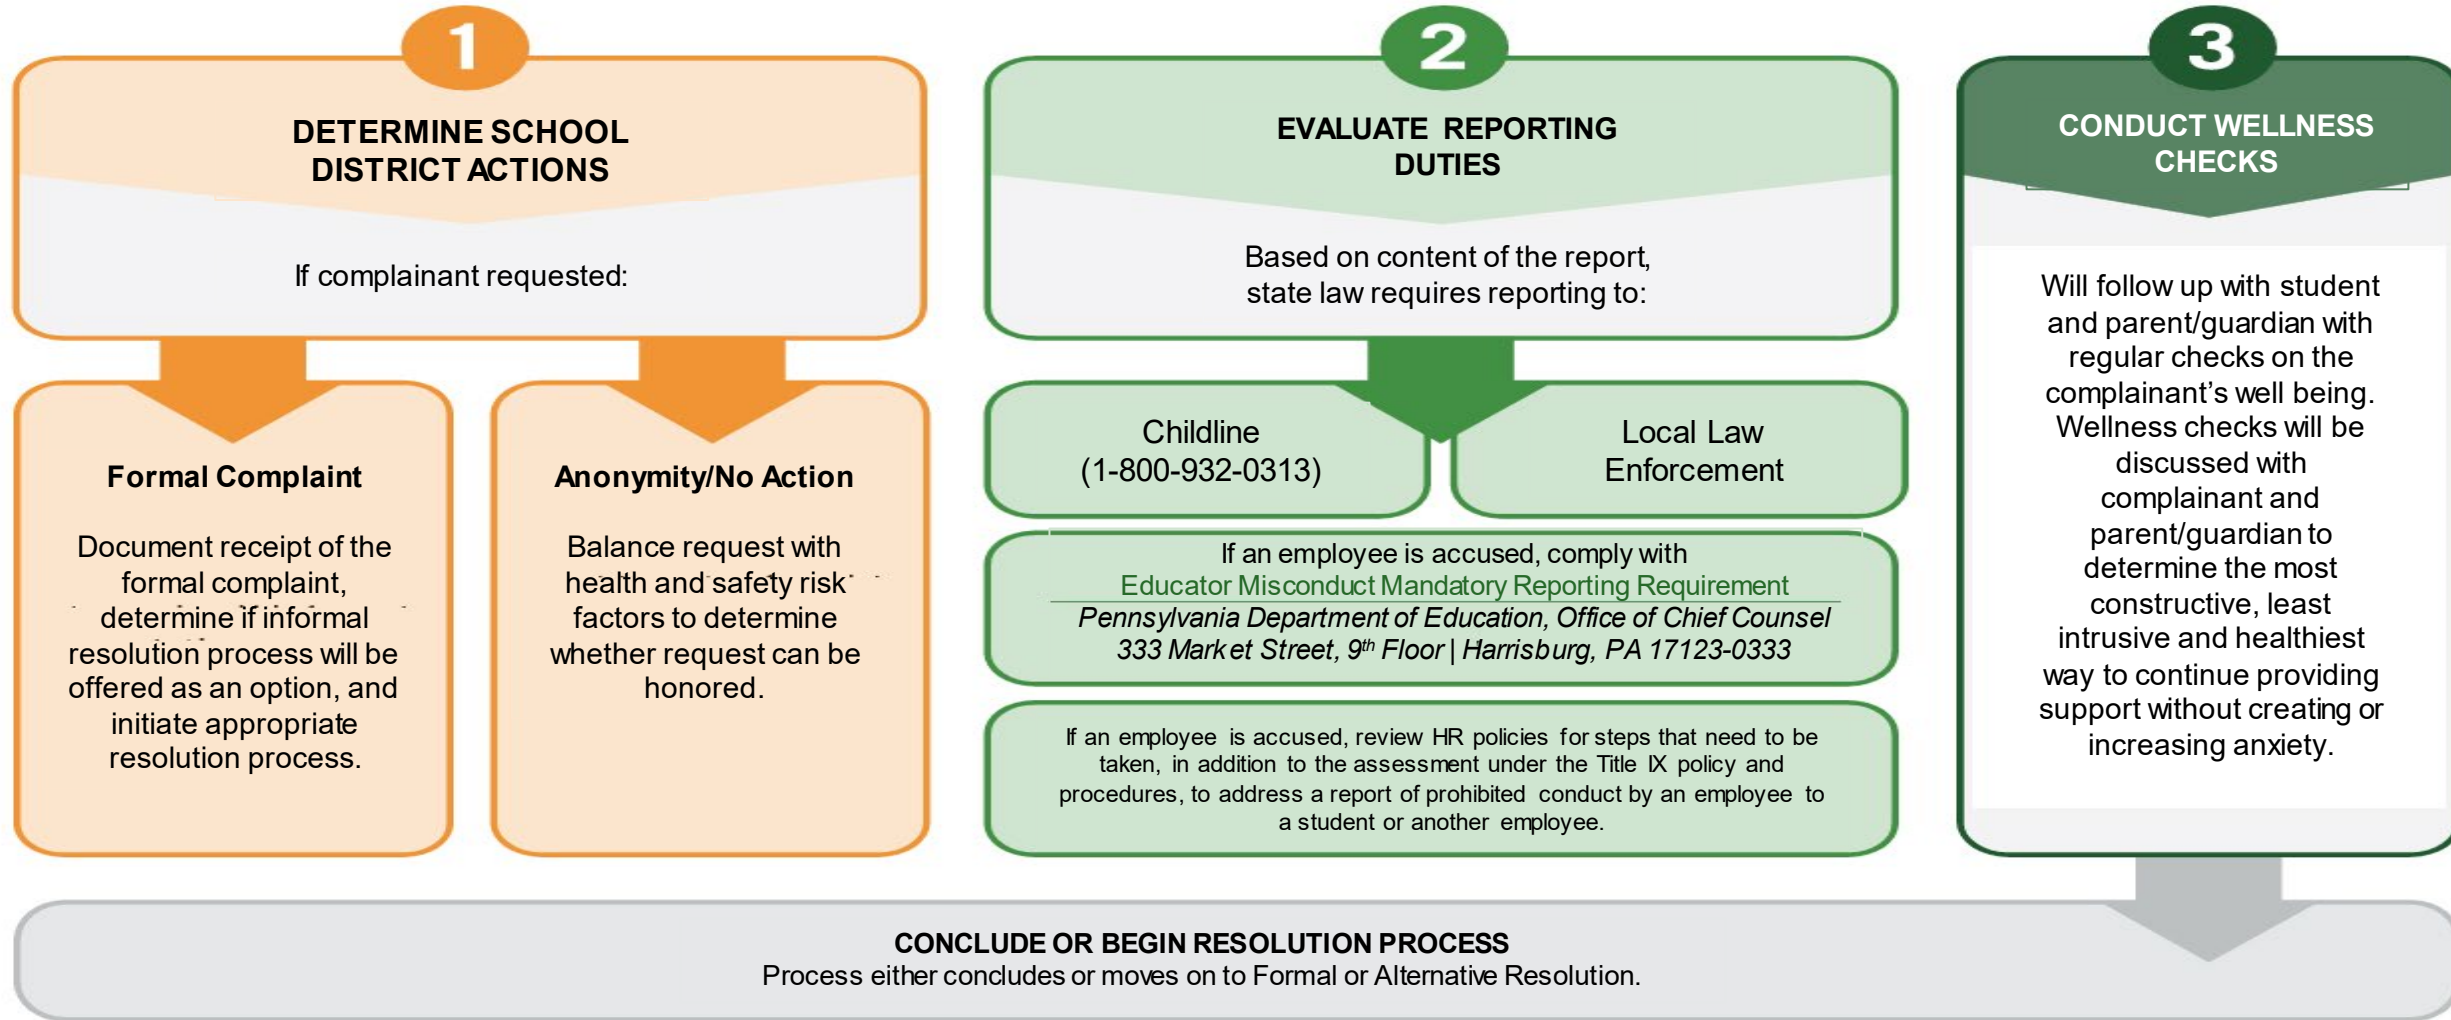 1
DETERMINE SCHOOL
DISTRICT ACTIONS
If complainant requested:
Formal Complaint
Document receipt of the
formal complaint,
determine if informal
resolution process will be
offered as an option, and
initiate appropriate
resolution process.
Anonymity/No Action
Balance request with
health and safety risk
factors to determine
whether request can be
honored.
2
EVALUATE REPORTING
DUTIES
Based on content of the report,
state law requires reporting to:
Childline
(1-800-932-0313)
Local Law
Enforcement
If an employee is accused, comply with
Educator Misconduct Mandatory Reporting Requirement
Pennsylvania Department of Education, Office of Chief Counsel
333 Market Street, 9th Floor | Harrisburg, PA 17123-0333
If an employee is accused, review HR policies for steps that need to be
taken, in addition to the assessment under the Title IX policy and
procedures, to address a report of prohibited conduct by an employee to
a student or another employee.
3
CONDUCT WELLNESS
CHECKS
Will follow up with student
and parent/guardian with
regular checks on the
complainant’s well being.
Wellness checks will be
discussed with
complainant and
parent/guardian to
determine the most
constructive, least
intrusive and healthiest
way to continue providing
support without creating or
increasing anxiety.
CONCLUDE OR BEGIN RESOLUTION PROCESS
Process either concludes or moves on to Formal or Alternative Resolution.